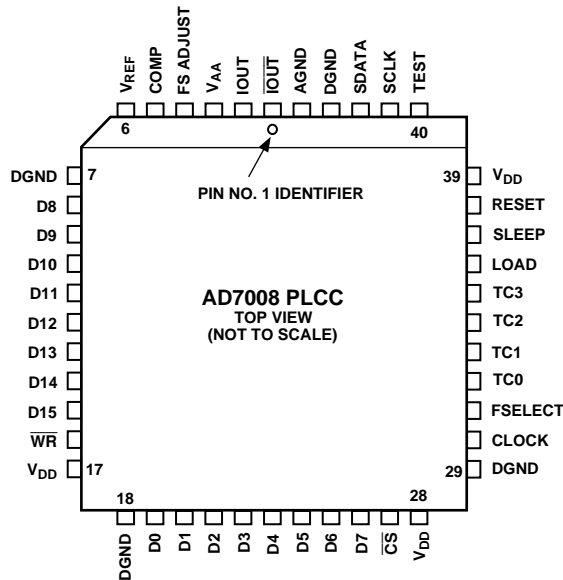 VREF
COMP
FS ADJUST
VAA
IOUT
IOUT
AGND
DGND
SDATA
SCLK
TEST
6
40
DGND
7
PIN NO. 1 IDENTIFIER
39
VDD
D8
RESET
D9
SLEEP
D10
LOAD
D11
TC3
AD7008 PLCC
TOP VIEW
(NOT TO SCALE)
D12
TC2
D13
TC1
D14
TC0
D15
FSELECT
WR
CLOCK
VDD
17
29
DGND
18
28
DGND
D0
D1
D2
D3
D4
D5
D6
D7
CS
VDD